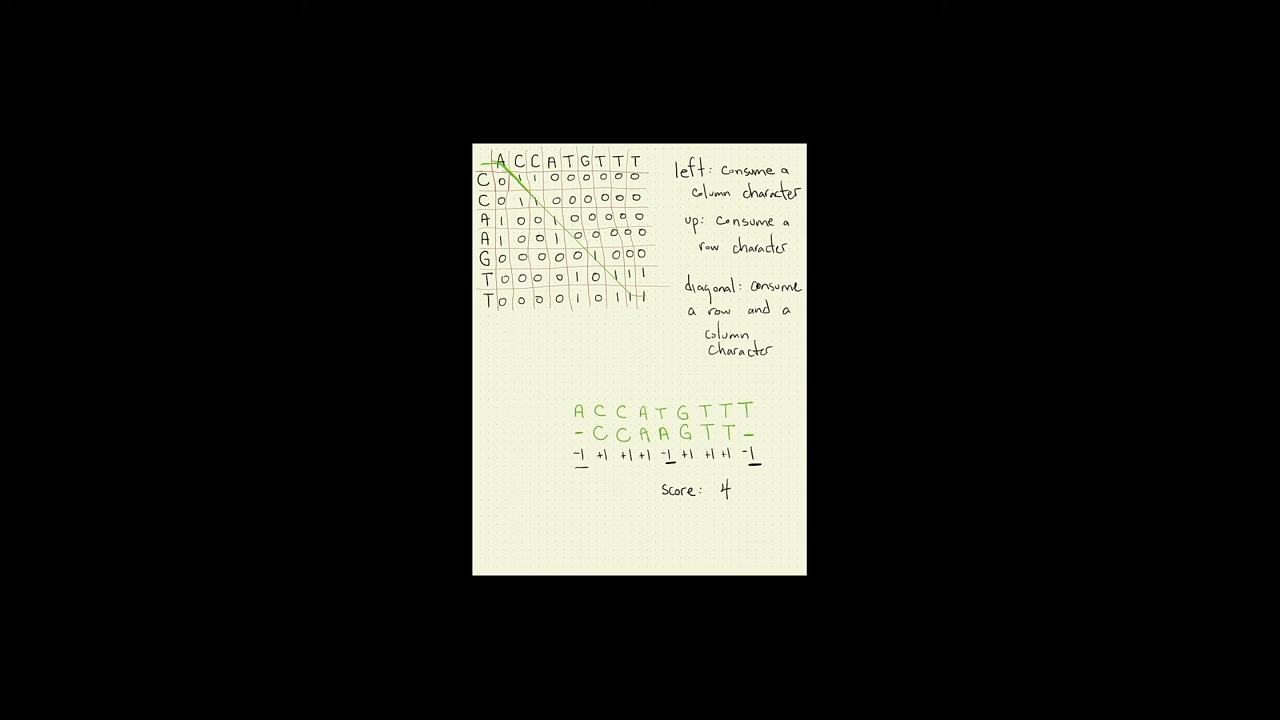 A C C A T G T T T
C 0 1 1 0 0 0 0 0 0
C 0 1 1 0 0 0 0 0 0
A 1 0 0 1 0 0 0 0 0
A 1 0 0 1 0 0 0 0 0
G 0 0 0 0 0 1 0 0 0
T 0 0 0 0 1 0 1 1 1
T 0 0 0 0 1 0 1 1 1
left: consume a
column character
up: consume a
row character
diagonal: consume
a row and a
column
character
A C C A T G T T T
- C C A A G T T -
-1 +1 +1 +1 -1 +1 +1 +1 -1
score: 4